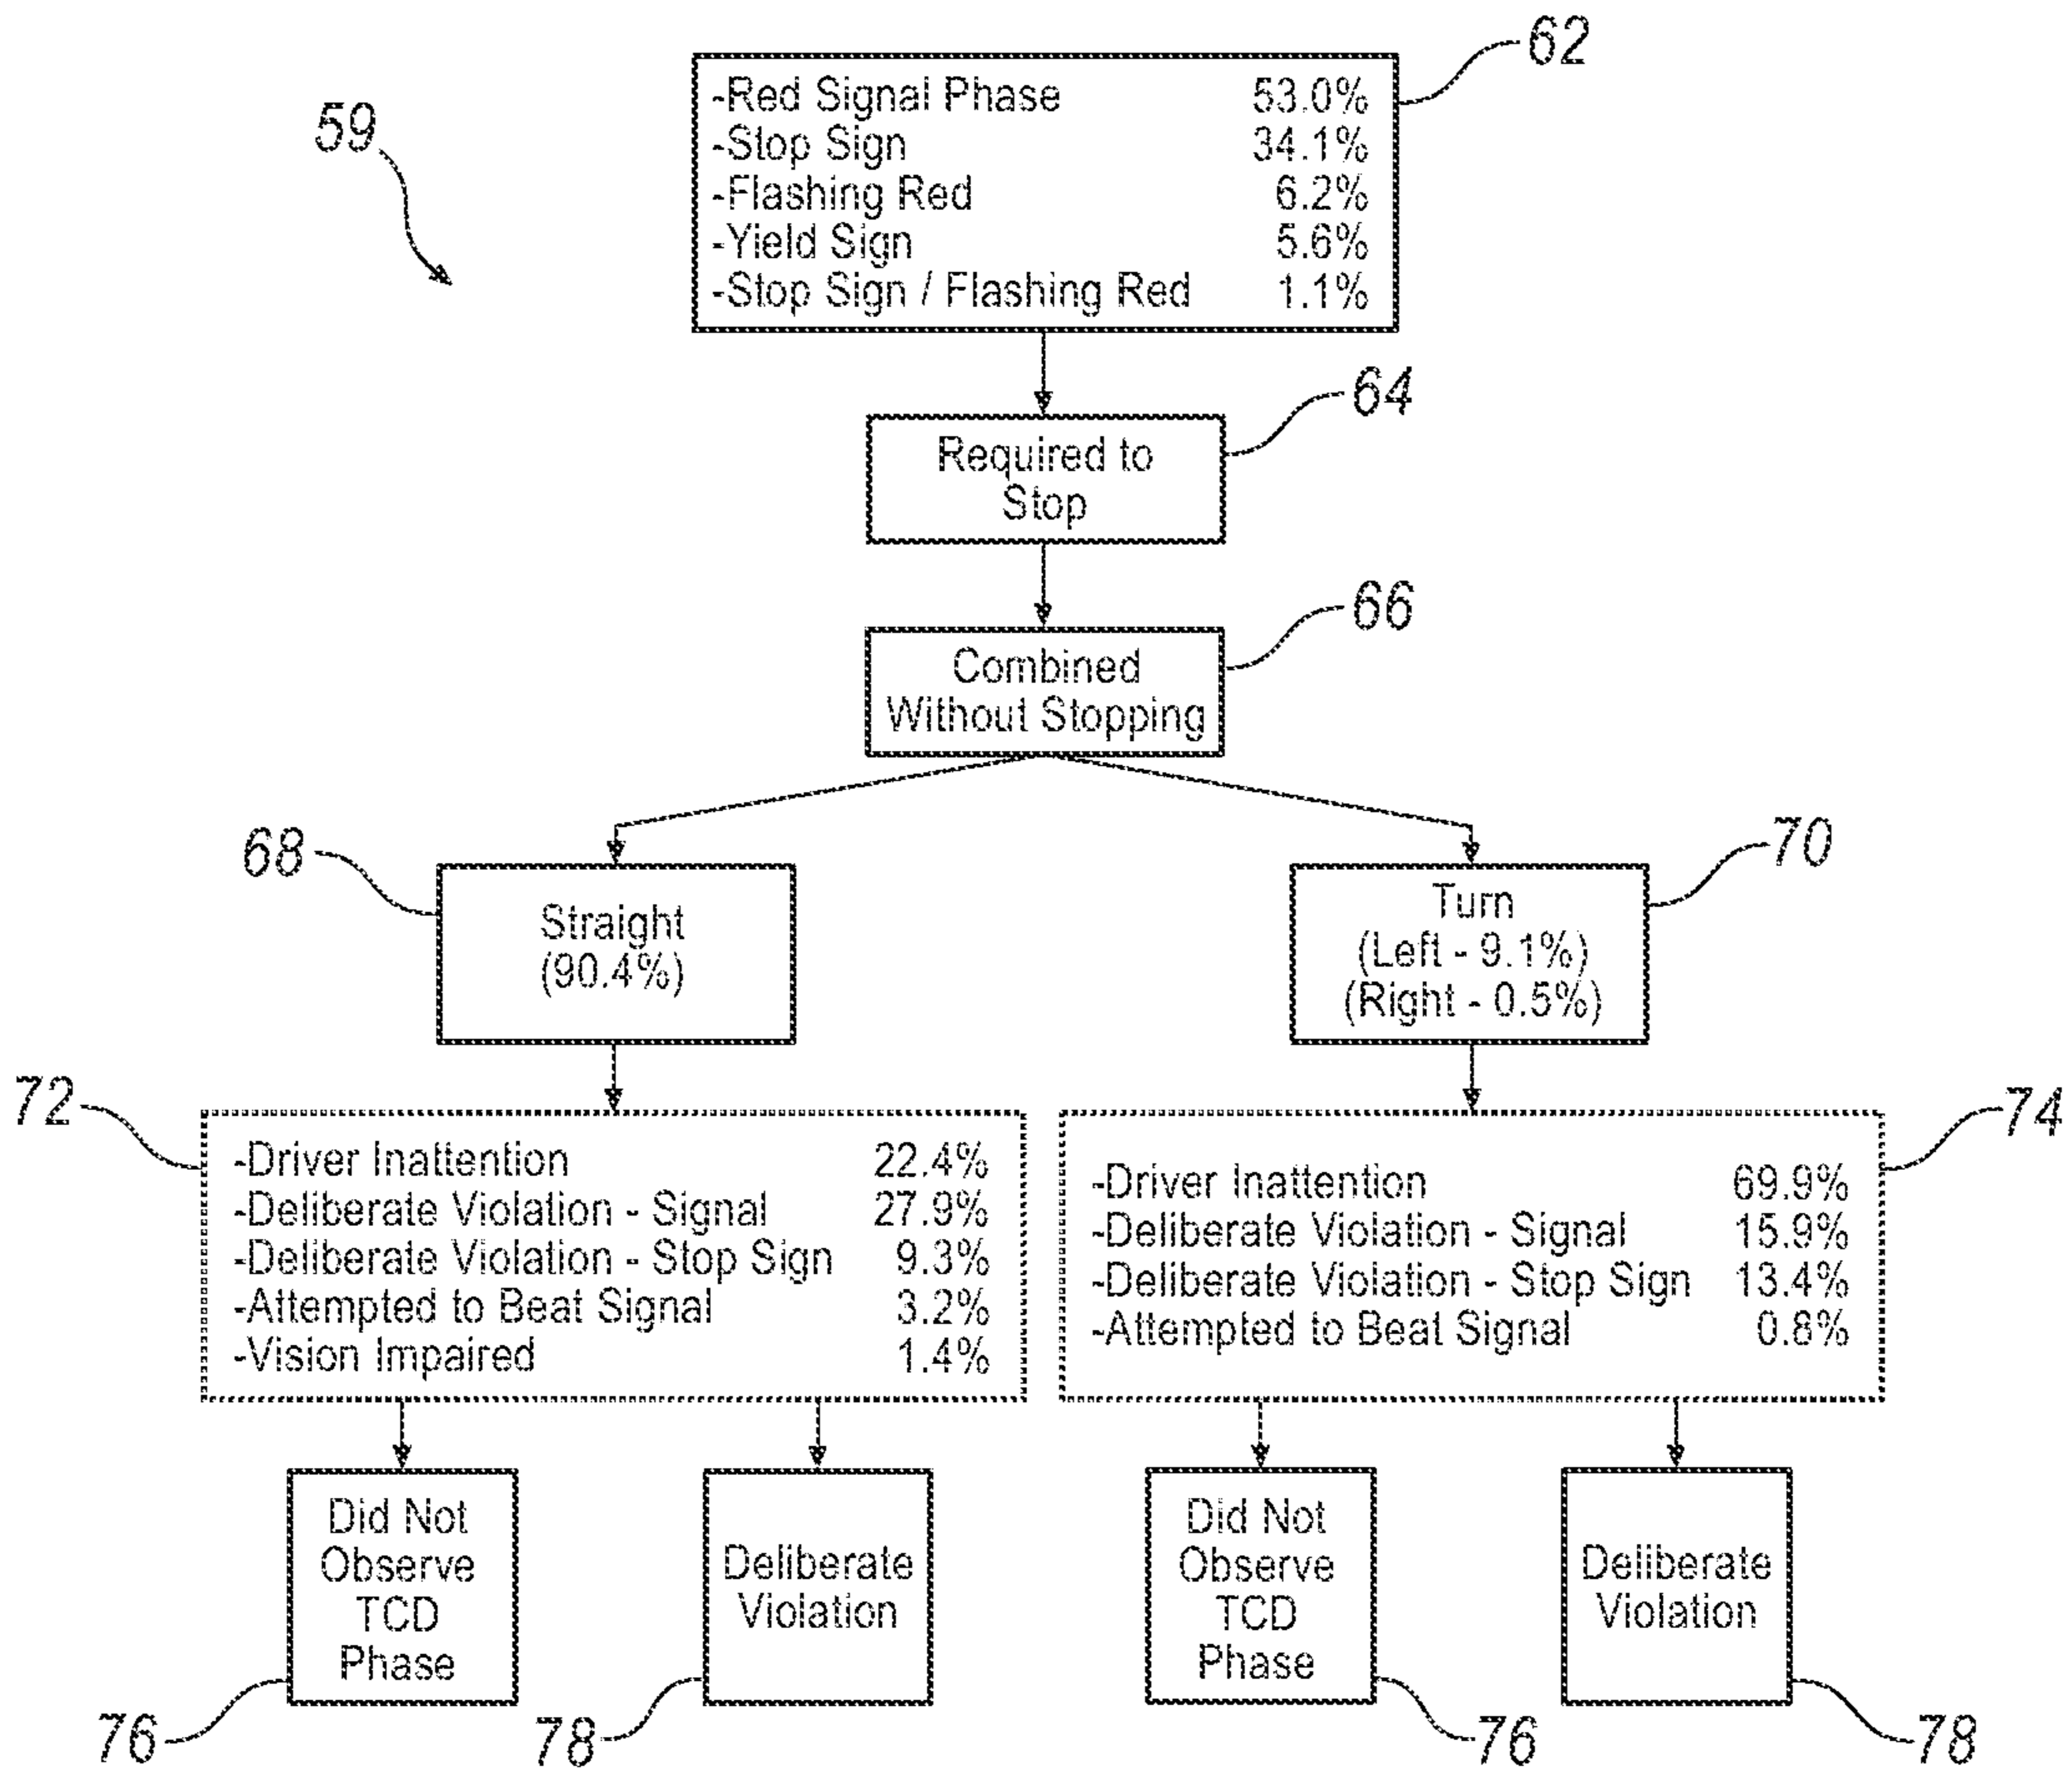 62
59
-Red Signal Phase 53.0%
-Stop Sign 34.1%
-Flashing Red 6.2%
-Yield Sign 5.6%
-Stop Sign / Flashing Red 1.1%
64
Required to
Stop
66
Combined
Without Stopping
68
Straight
(90.4%)
70
Turn
(Left - 9.1%)
(Right - 0.5%)
72
-Driver Inattention 22.4%
-Deliberate Violation - Signal 27.9%
-Deliberate Violation - Stop Sign 9.3%
-Attempted to Beat Signal 3.2%
-Vision Impaired 1.4%
74
-Driver Inattention 69.9%
-Deliberate Violation - Signal 15.9%
-Deliberate Violation - Stop Sign 13.4%
-Attempted to Beat Signal 0.8%
Did Not
Observe
TCD
Phase
76
Deliberate
Violation
78
Did Not
Observe
TCD
Phase
76
Deliberate
Violation
78